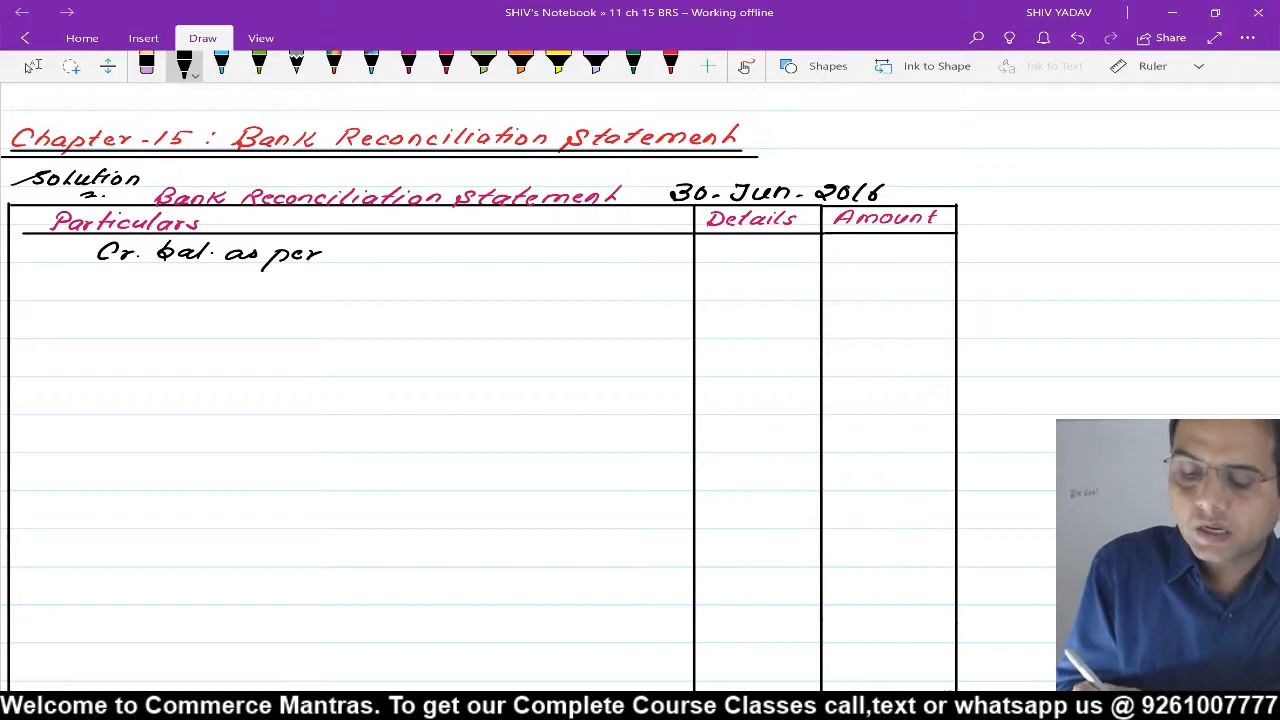 SHIV's Notebook » 11 ch 15 BRS – Working offline
SHIV YADAV
Home Insert Draw View
Share
Shapes Ink to Shape Ink to Text Ruler
Chapter-15 : Bank Reconciliation Statement
Solution
Bank Reconciliation Statement 30-Jun-2016
Particulars Details Amount
Cr. bal. as per
Welcome to Commerce Mantras. To get our Complete Course Classes call,text or whatsapp us @ 9261007777